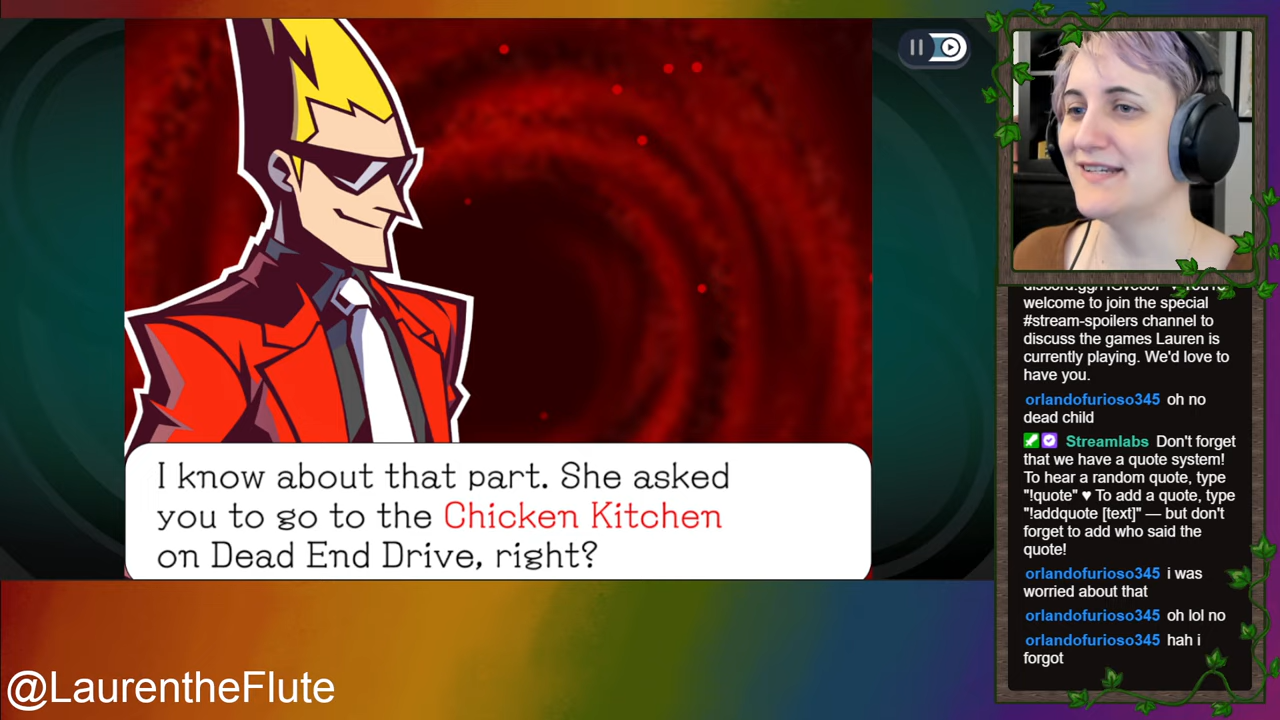 I know about that part. She asked
you to go to the Chicken Kitchen
on Dead End Drive, right?
welcome to join the special
#stream-spoilers channel to
discuss the games Lauren is
currently playing. We'd love to
have you.
orlandofurioso345 oh no
dead child
Streamlabs Don't forget
that we have a quote system!
To hear a random quote, type
"!quote" ♥ To add a quote, type
"!addquote [text]" — but don't
forget to add who said the
quote!
orlandofurioso345 i was
worried about that
orlandofurioso345 oh lol no
orlandofurioso345 hah i
forgot
@LaurentheFlute